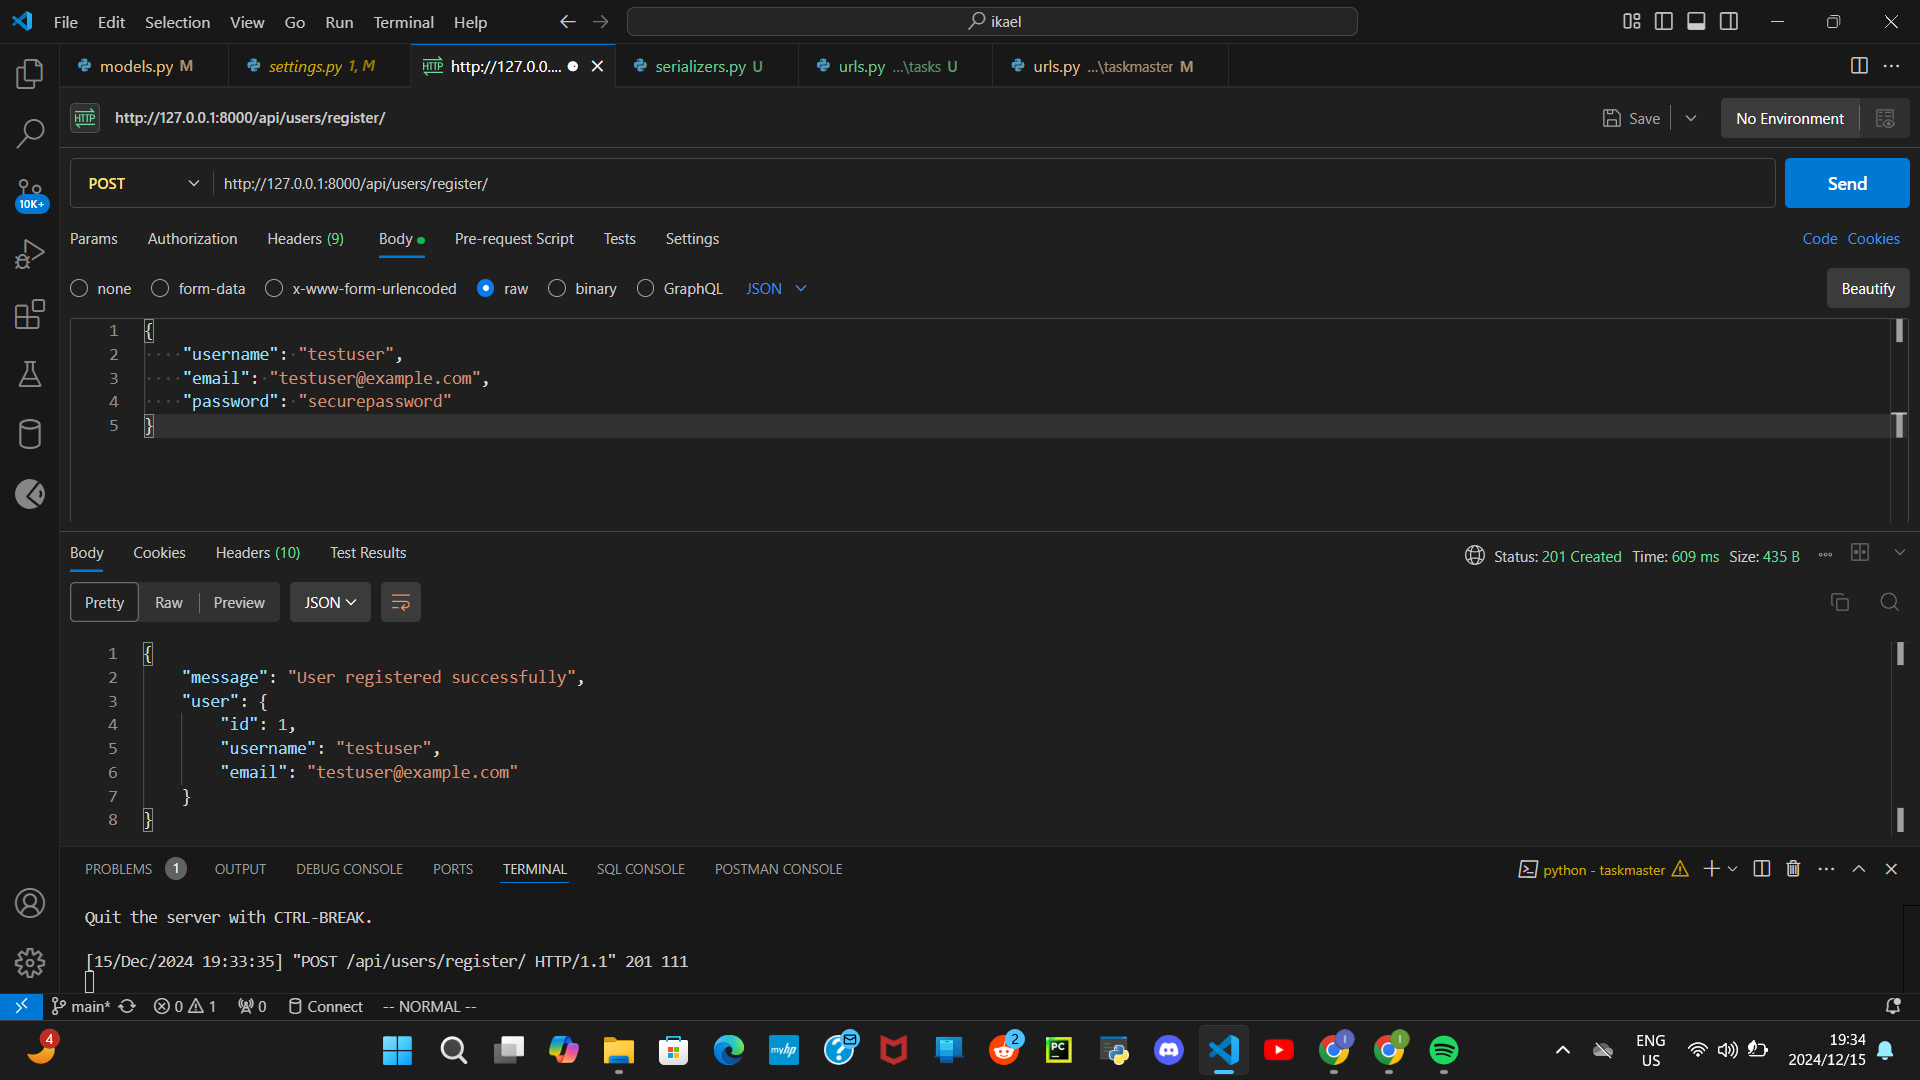 File Edit Selection View Go Run Terminal Help ikael
models.py M settings.py 1, M http://127.0.0.... serializers.py U urls.py ...\tasks U urls.py ...\taskmaster M
HTTP http://127.0.0.1:8000/api/users/register/ Save No Environment
POST http://127.0.0.1:8000/api/users/register/ Send
10K+
Params Authorization Headers (9) Body Pre-request Script Tests Settings Code Cookies
none form-data x-www-form-urlencoded raw binary GraphQL JSON Beautify
1 {
2 ····"username":·"testuser",
3 ····"email":·"testuser@example.com",
4 ····"password":·"securepassword"
5 }
Body Cookies Headers (10) Test Results Status: 201 Created Time: 609 ms Size: 435 B
Pretty Raw Preview JSON
1 {
2 "message": "User registered successfully",
3 "user": {
4 "id": 1,
5 "username": "testuser",
6 "email": "testuser@example.com"
7 }
8 }
PROBLEMS 1 OUTPUT DEBUG CONSOLE PORTS TERMINAL SQL CONSOLE POSTMAN CONSOLE python - taskmaster
Quit the server with CTRL-BREAK.
[15/Dec/2024 19:33:35] "POST /api/users/register/ HTTP/1.1" 201 111
main* 0 1 0 Connect -- NORMAL --
4 myhp 2 PC ENG 19:34
US 2024/12/15